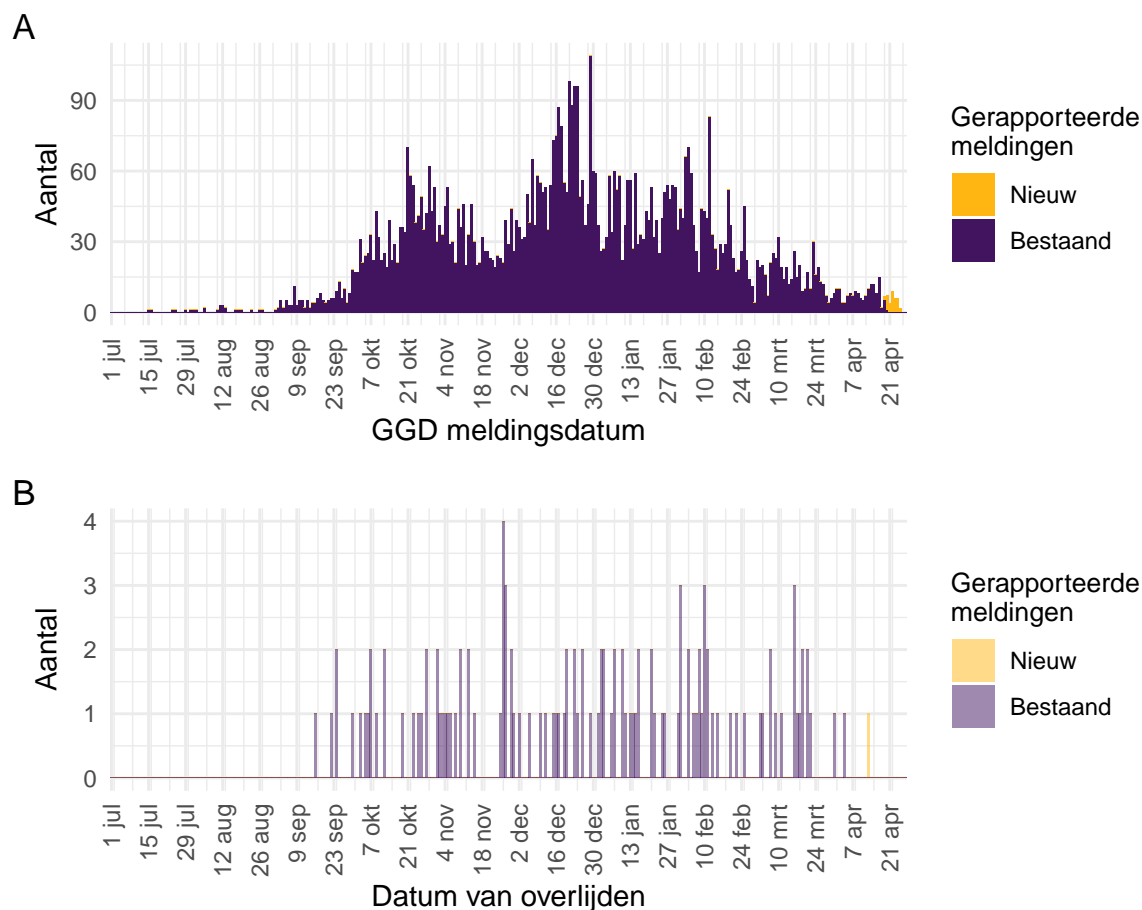 A
Aantal
90
60
30
0
1 jul
15 jul
29 jul
12 aug
26 aug
9 sep
23 sep
7 okt
21 okt
4 nov
18 nov
2 dec
16 dec
30 dec
13 jan
27 jan
10 feb
24 feb
10 mrt
24 mrt
7 apr
21 apr
GGD meldingsdatum
Gerapporteerde
meldingen
Nieuw
Bestaand
B
Aantal
4
3
2
1
0
1 jul
15 jul
29 jul
12 aug
26 aug
9 sep
23 sep
7 okt
21 okt
4 nov
18 nov
2 dec
16 dec
30 dec
13 jan
27 jan
10 feb
24 feb
10 mrt
24 mrt
7 apr
21 apr
Datum van overlijden
Gerapporteerde
meldingen
Nieuw
Bestaand